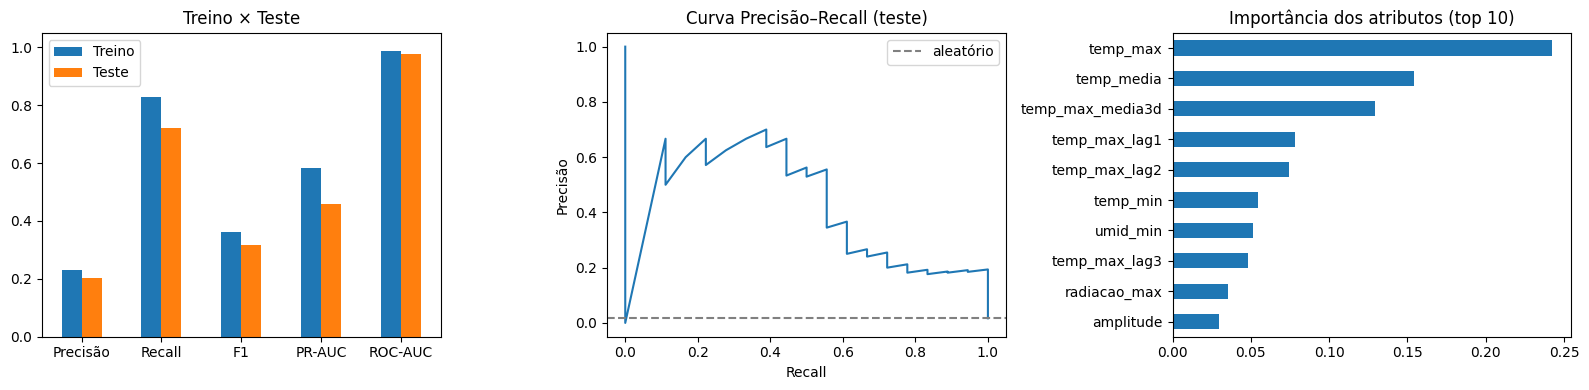 Treino × Teste
1.0
0.8
0.6
0.4
0.2
0.0
Treino
Teste
Precisão Recall F1 PR-AUC ROC-AUC
Curva Precisão–Recall (teste)
aleatório
Precisão
1.0
0.8
0.6
0.4
0.2
0.0
0.0 0.2 0.4 0.6 0.8 1.0
Recall
Importância dos atributos (top 10)
temp_max
temp_media
temp_max_media3d
temp_max_lag1
temp_max_lag2
temp_min
umid_min
temp_max_lag3
radiacao_max
amplitude
0.00 0.05 0.10 0.15 0.20 0.25